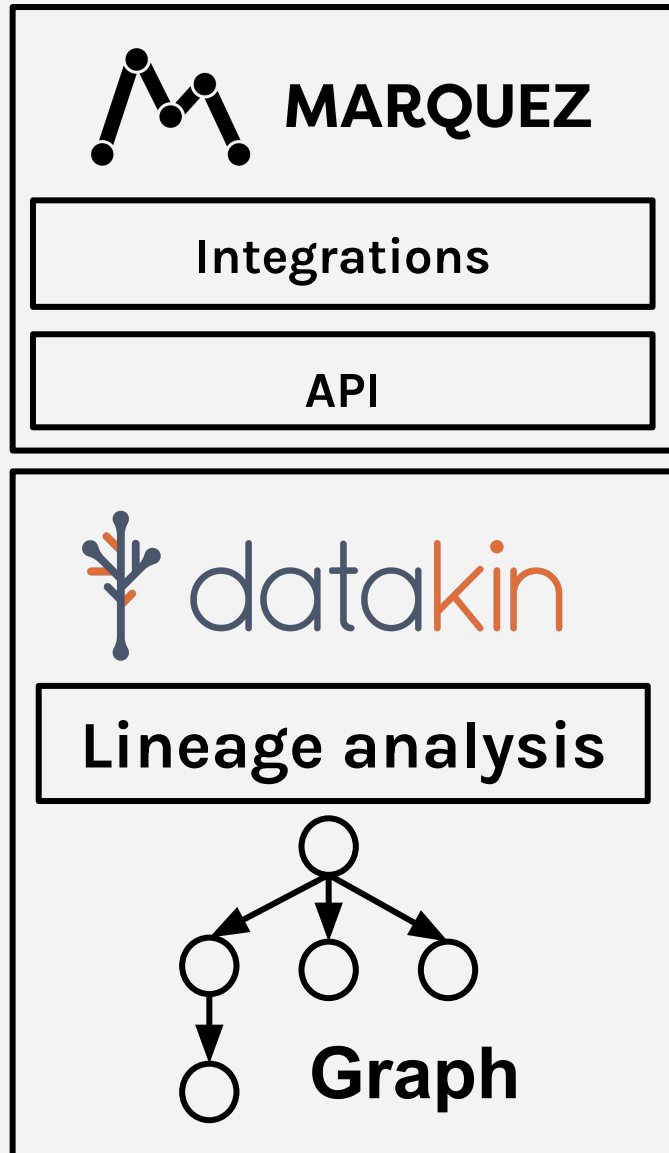 MARQUEZ
Integrations
API
datakin
Lineage analysis
Graph